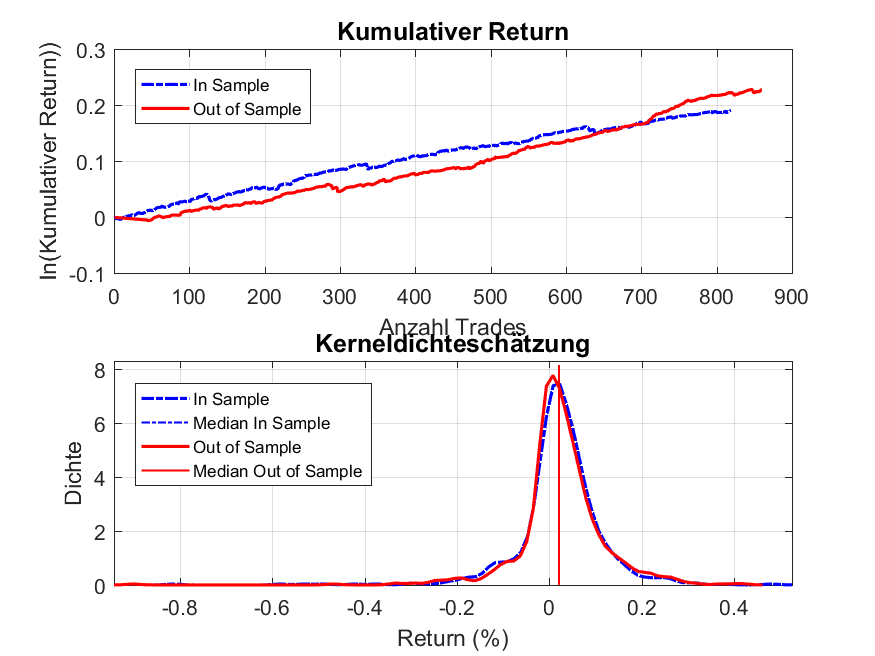 Kumulativer Return
ln(Kumulativer Return))
0.3
0.2
0.1
0
-0.1
In Sample
Out of Sample
0 100 200 300 400 500 600 700 800 900
Anzahl Trades
Kerneldichteschätzung
Dichte
8
6
4
2
0
In Sample
Median In Sample
Out of Sample
Median Out of Sample
-0.8 -0.6 -0.4 -0.2 0 0.2 0.4
Return (%)